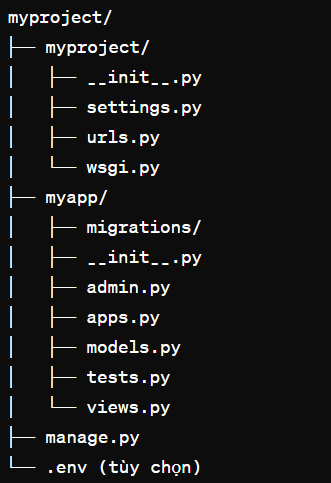 myproject/
├── myproject/
│   ├── __init__.py
│   ├── settings.py
│   ├── urls.py
│   └── wsgi.py
├── myapp/
│   ├── migrations/
│   ├── __init__.py
│   ├── admin.py
│   ├── apps.py
│   ├── models.py
│   ├── tests.py
│   └── views.py
├── manage.py
└── .env (tùy chọn)